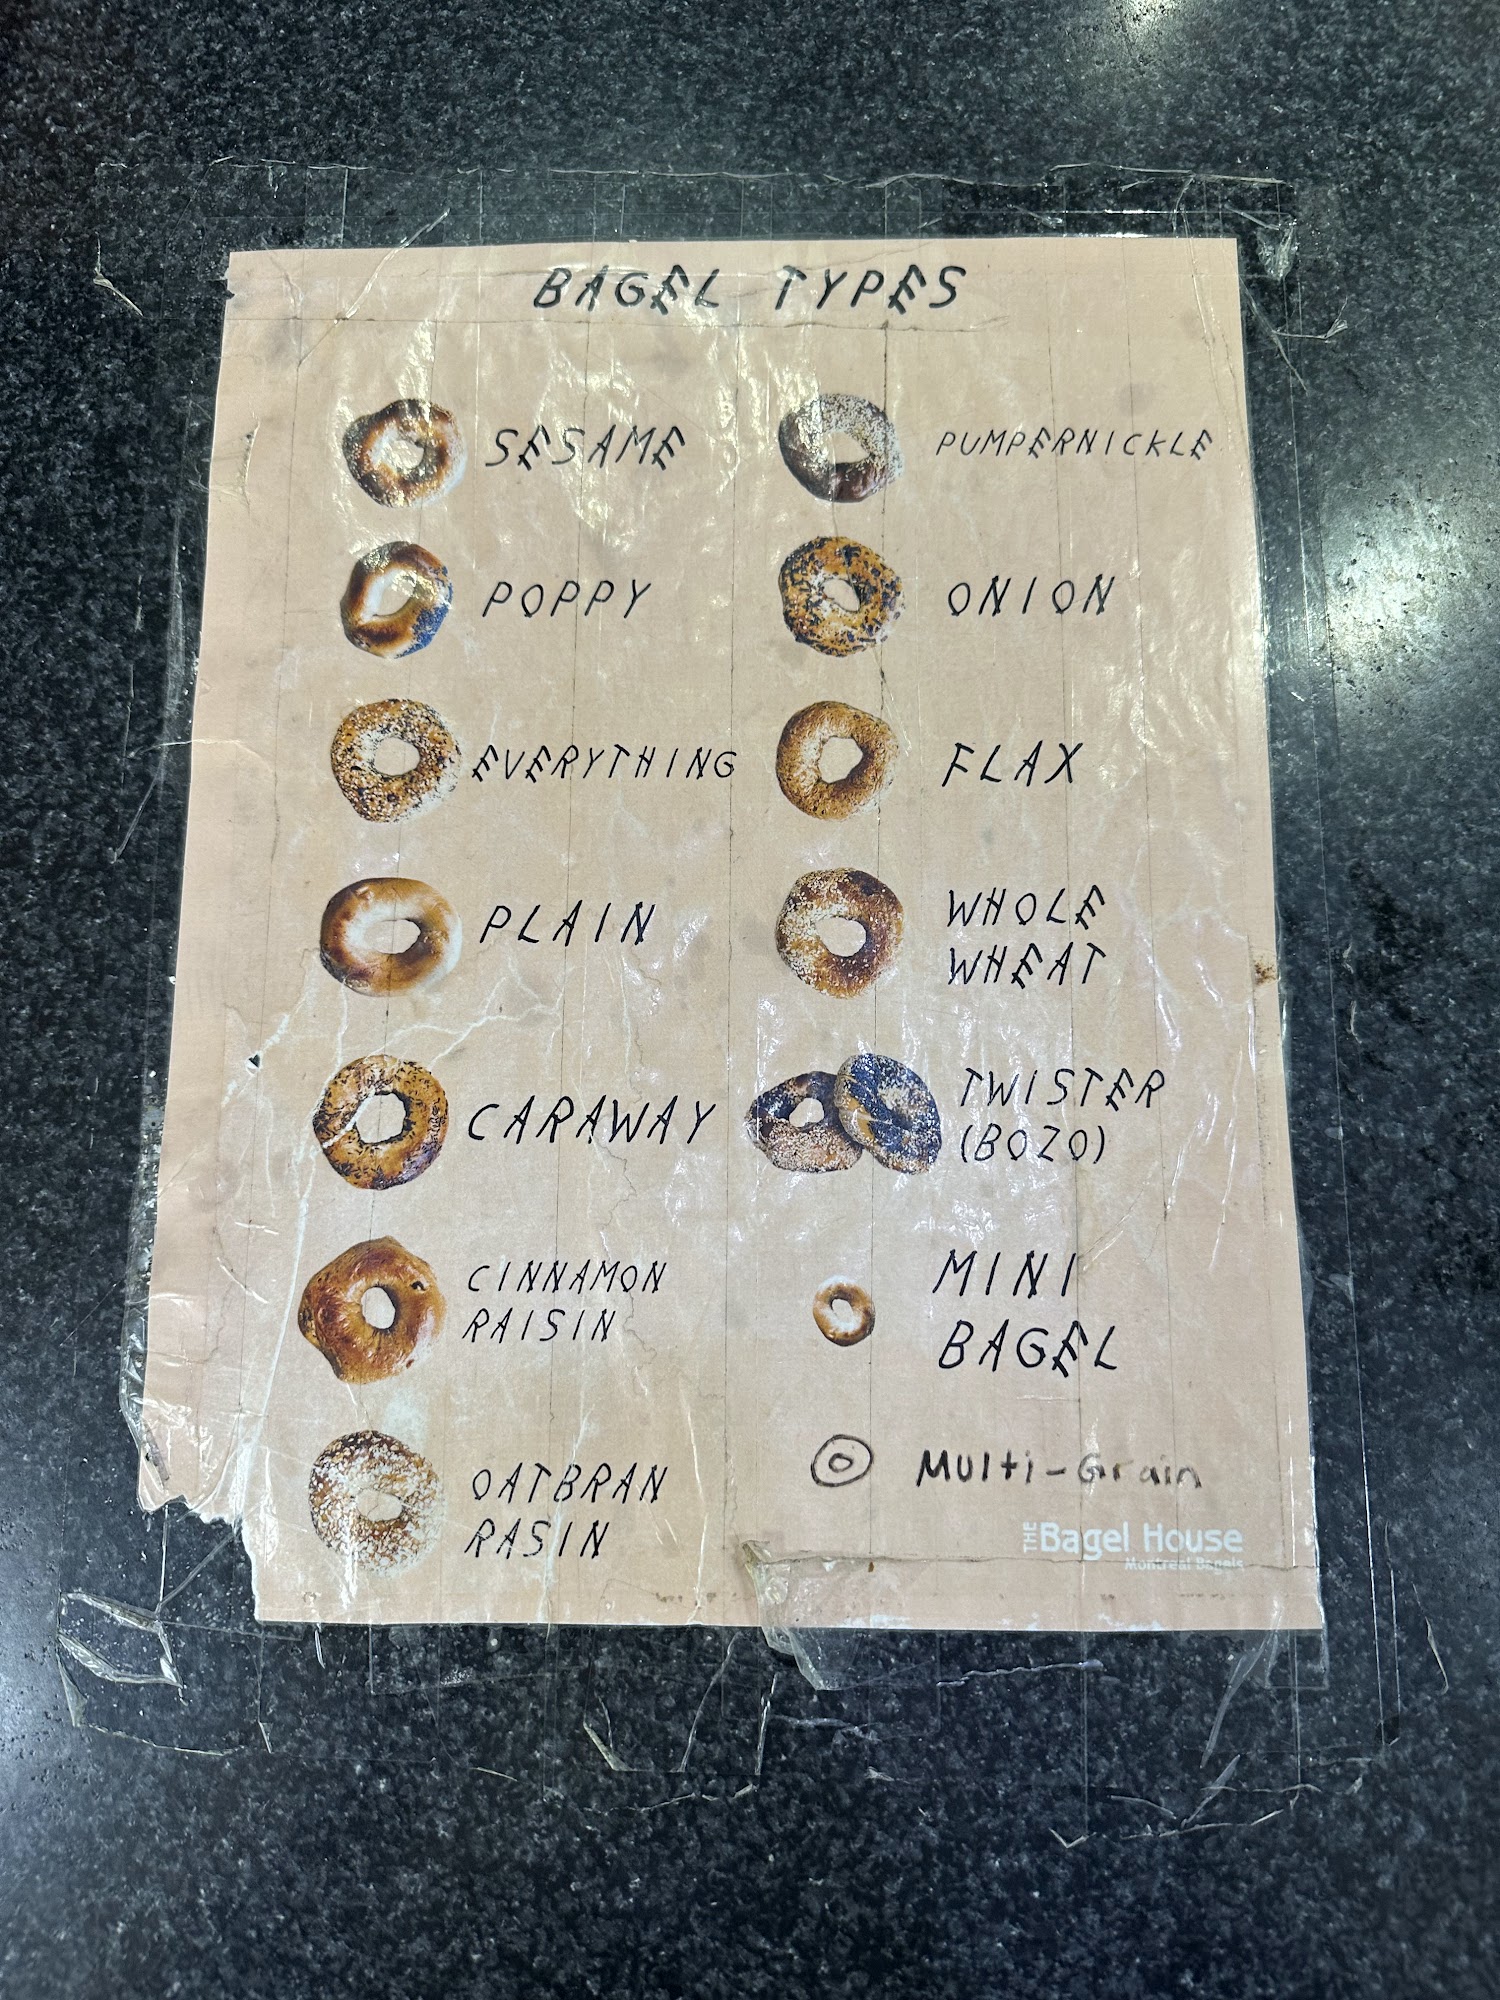 BAGEL TYPES
SESAME
POPPY
EVERYTHING
PLAIN
CARAWAY
CINNAMON
RAISIN
OATBRAN
RASIN
PUMPERNICKLE
ONION
FLAX
WHOLE
WHEAT
TWISTER
(BOZO)
MINI
BAGEL
Multi-Grain
THE Bagel House
Montreal Bagels